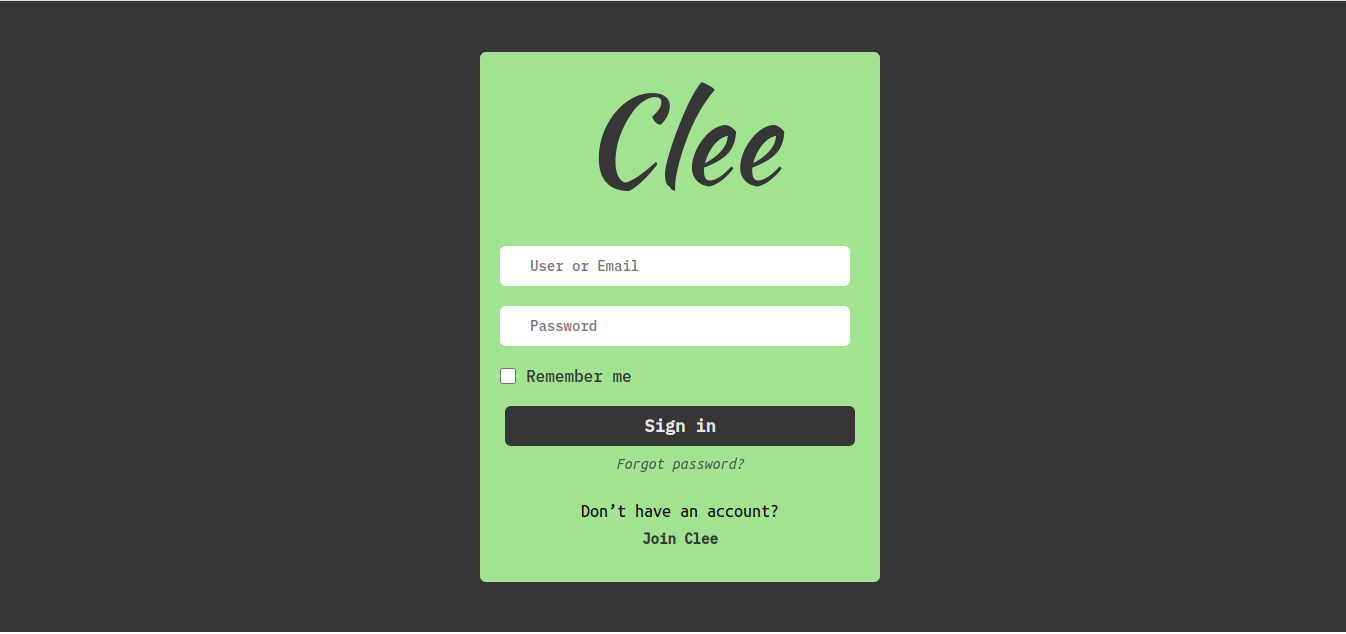 Clee
User or Email
Password
Remember me
Sign in
Forgot password?
Don’t have an account?
Join Clee